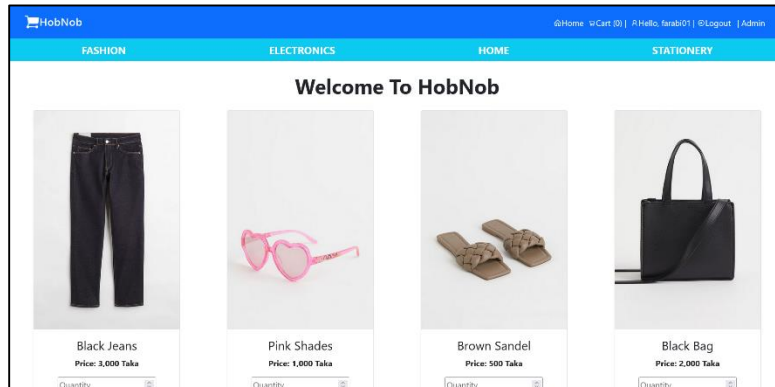 HobNob
Home Cart (0) | Hello, farabi01 | Logout | Admin
FASHION ELECTRONICS HOME STATIONERY
Welcome To HobNob
Black Jeans Pink Shades Brown Sandel Black Bag
Price: 3,000 Taka Price: 1,000 Taka Price: 500 Taka Price: 2,000 Taka
Quantity Quantity Quantity Quantity